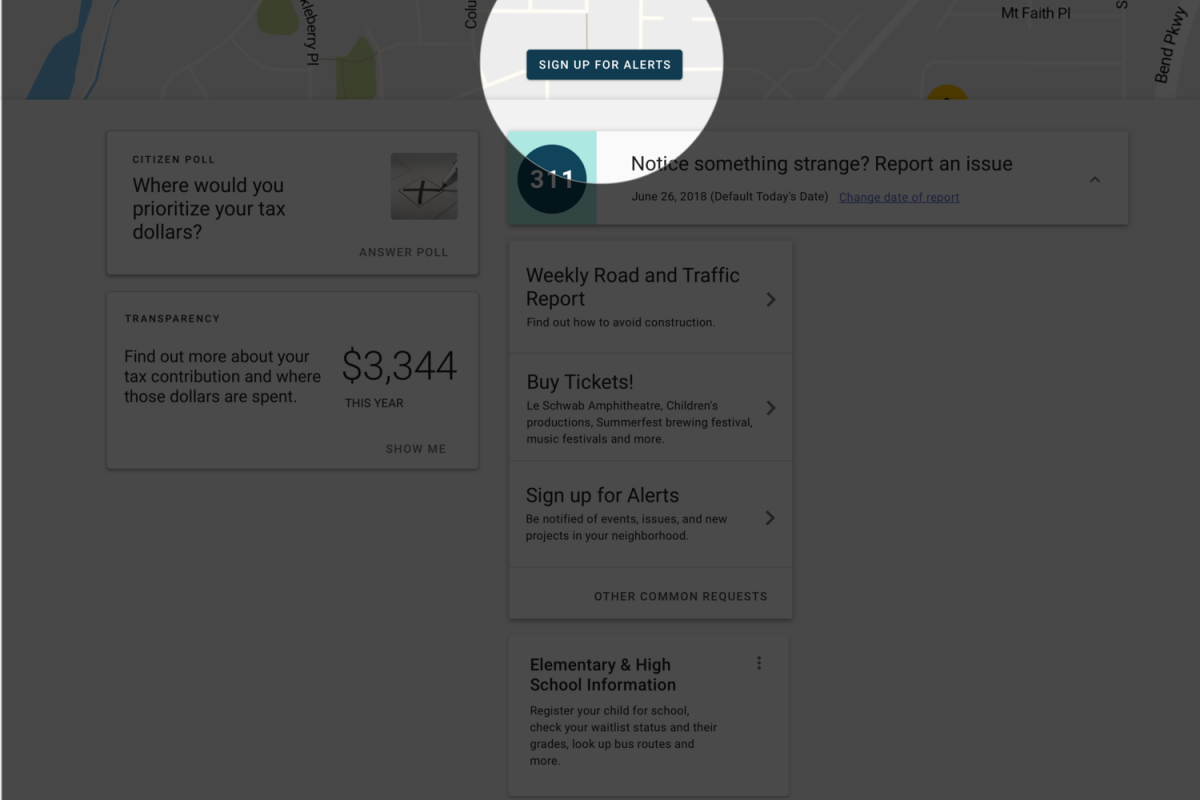 Mt Faith Pl
Bend Pkwy
SIGN UP FOR ALERTS
CITIZEN POLL
Where would you
prioritize your tax
dollars?
ANSWER POLL
TRANSPARENCY
Find out more about your
tax contribution and where
those dollars are spent.
$3,344
THIS YEAR
SHOW ME
311
Notice something strange? Report an issue
June 26, 2018 (Default Today's Date) Change date of report
Weekly Road and Traffic
Report
Find out how to avoid construction.
Buy Tickets!
Le Schwab Amphitheatre, Children's
productions, Summerfest brewing festival,
music festivals and more.
Sign up for Alerts
Be notified of events, issues, and new
projects in your neighborhood.
OTHER COMMON REQUESTS
Elementary & High
School Information
Register your child for school,
check your waitlist status and their
grades, look up bus routes and
more.